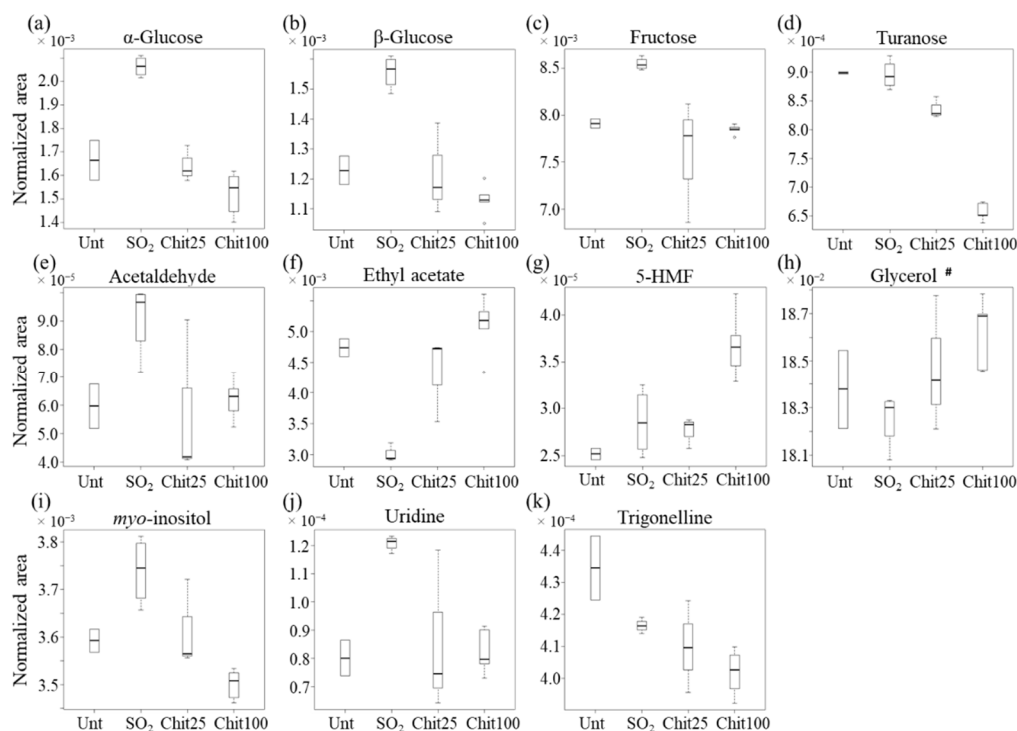 (a) (b) (c) (d)
× 10⁻³ α-Glucose × 10⁻³ β-Glucose × 10⁻³ Fructose × 10⁻⁴ Turanose
Normalized area
2.0
1.9
1.8
1.7
1.6
1.5
1.4
Unt SO₂ Chit25 Chit100
1.5
1.4
1.3
1.2
1.1
Unt SO₂ Chit25 Chit100
8.5
8.0
7.5
7.0
Unt SO₂ Chit25 Chit100
9.0
8.5
8.0
7.5
7.0
6.5
Unt SO₂ Chit25 Chit100
(e) (f) (g) (h)
× 10⁻⁵ Acetaldehyde × 10⁻³ Ethyl acetate × 10⁻⁵ 5-HMF × 10⁻² Glycerol #
Normalized area
9.0
8.0
7.0
6.0
5.0
4.0
Unt SO₂ Chit25 Chit100
5.0
4.5
4.0
3.5
3.0
Unt SO₂ Chit25 Chit100
4.0
3.5
3.0
2.5
Unt SO₂ Chit25 Chit100
18.7
18.5
18.3
18.1
Unt SO₂ Chit25 Chit100
(i) (j) (k)
× 10⁻³ myo-inositol × 10⁻⁴ Uridine × 10⁻⁴ Trigonelline
Normalized area
3.8
3.7
3.6
3.5
Unt SO₂ Chit25 Chit100
1.2
1.1
1.0
0.9
0.8
0.7
Unt SO₂ Chit25 Chit100
4.4
4.3
4.2
4.1
4.0
Unt SO₂ Chit25 Chit100